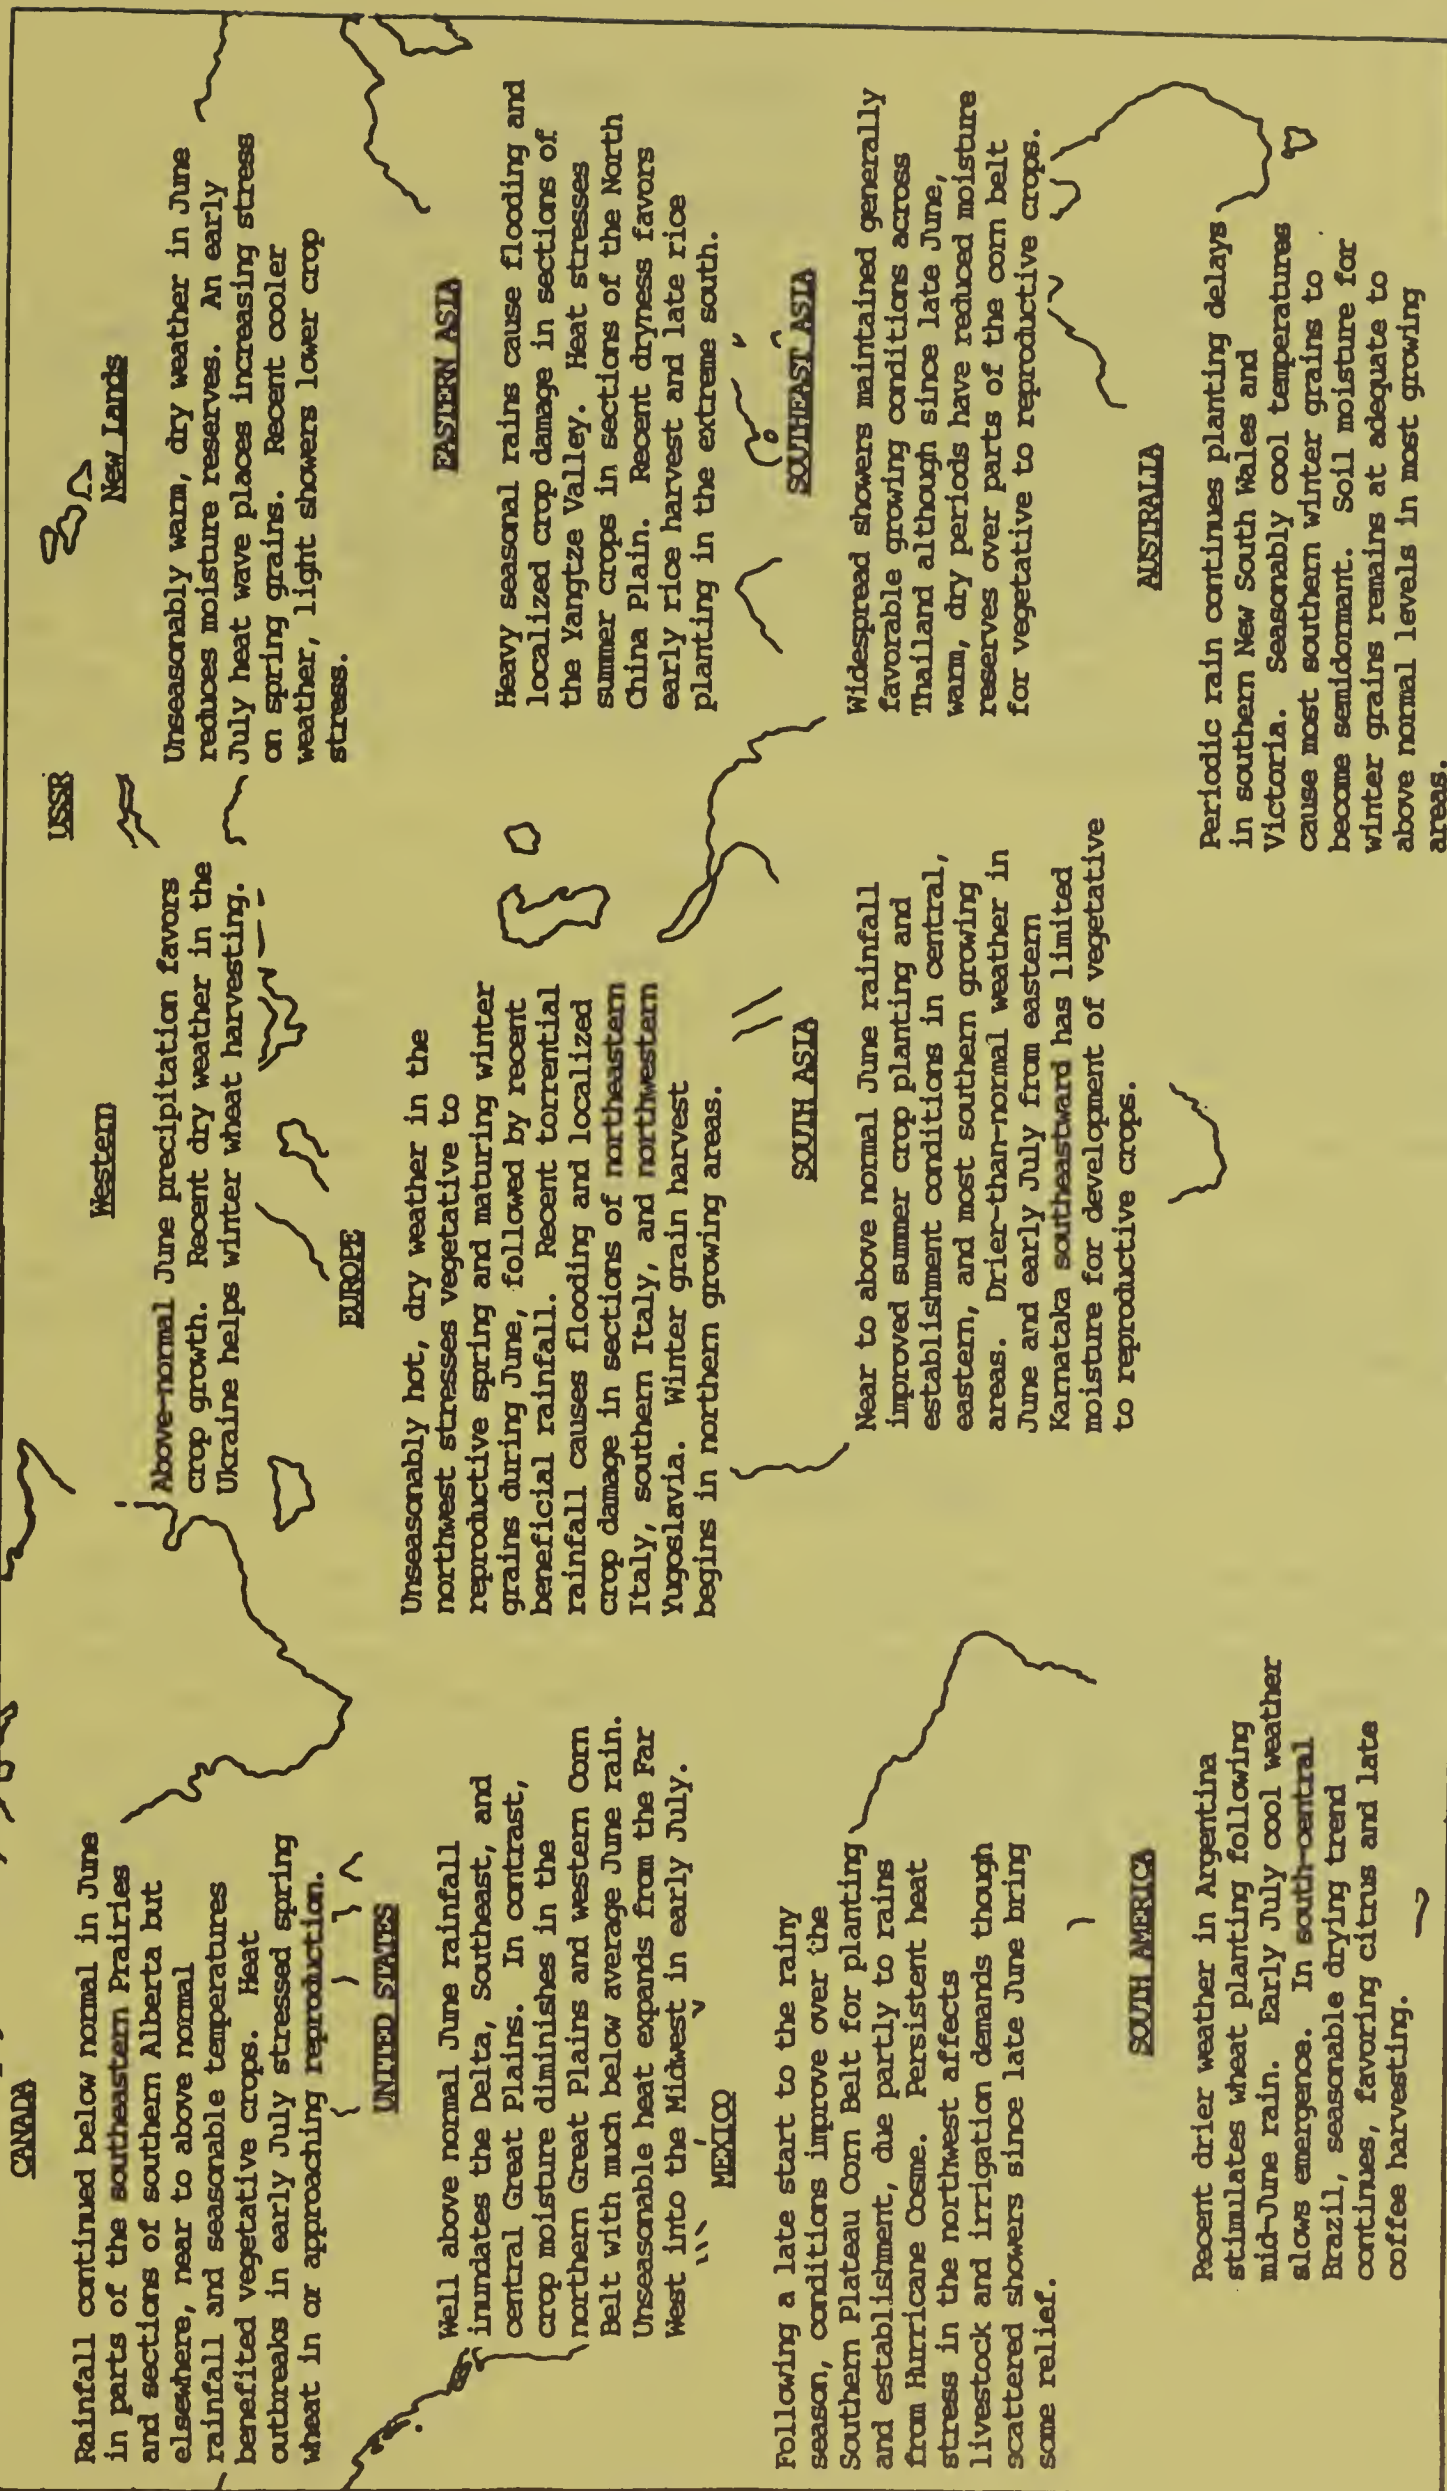 CANADA
Rainfall continued below normal in June
in parts of the southeastern Prairies
and sections of southern Alberta but
elsewhere, near to above normal
rainfall and seasonable temperatures
benefited vegetative crops. Heat
outbreaks in early July stressed spring
wheat in or approaching reproduction.
UNITED STATES
Well above normal June rainfall
inundates the Delta, Southeast, and
central Great Plains. In contrast,
crop moisture diminishes in the
northern Great Plains and western Corn
Belt with much below average June rain.
Unseasonable heat expands from the Far
West into the Midwest in early July.
MEXICO
Following a late start to the rainy
season, conditions improve over the
Southern Plateau Corn Belt for planting
and establishment, due partly to rains
from Hurricane Cosme. Persistent heat
stress in the northwest affects
livestock and irrigation demands though
scattered showers since late June bring
some relief.
SOUTH AMERICA
Recent drier weather in Argentina
stimulates wheat planting following
mid-June rain. Early July cool weather
slows emergence. In south-central
Brazil, seasonable drying trend
continues, favoring citrus and late
coffee harvesting.
USSR
Western
Above-normal June precipitation favors
crop growth. Recent dry weather in the
Ukraine helps winter wheat harvesting.
New Lands
Unseasonably warm, dry weather in June
reduces moisture reserves. An early
July heat wave places increasing stress
on spring grains. Recent cooler
weather, light showers lower crop
stress.
EUROPE
Unseasonably hot, dry weather in the
northwest stresses vegetative to
reproductive spring and maturing winter
grains during June, followed by recent
beneficial rainfall. Recent torrential
rainfall causes flooding and localized
crop damage in sections of northeastern
Italy, southern Italy, and northwestern
Yugoslavia. Winter grain harvest
begins in northern growing areas.
SOUTH ASIA
Near to above normal June rainfall
improved summer crop planting and
establishment conditions in central,
eastern, and most southern growing
areas. Drier-than-normal weather in
June and early July from eastern
Karnataka southeastward has limited
moisture for development of vegetative
to reproductive crops.
EASTERN ASIA
Heavy seasonal rains cause flooding and
localized crop damage in sections of
the Yangtze Valley. Heat stresses
summer crops in sections of the North
China Plain. Recent dryness favors
early rice harvest and late rice
planting in the extreme south.
SOUTHEAST ASIA
Widespread showers maintained generally
favorable growing conditions across
Thailand although since late June,
warm, dry periods have reduced moisture
reserves over parts of the corn belt
for vegetative to reproductive crops.
AUSTRALIA
Periodic rain continues planting delays
in southern New South Wales and
Victoria. Seasonably cool temperatures
cause most southern winter grains to
become semidormant. Soil moisture for
winter grains remains at adequate to
above normal levels in most growing
areas.